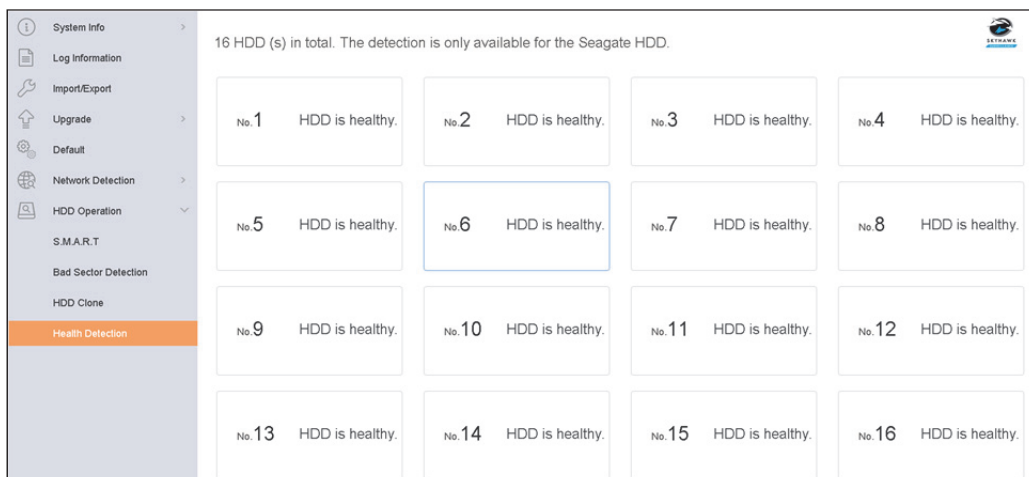 System Info
Log Information
Import/Export
Upgrade
Default
Network Detection
HDD Operation
S.M.A.R.T
Bad Sector Detection
HDD Clone
Health Detection
16 HDD (s) in total. The detection is only available for the Seagate HDD.
SKYHAWK
No.1 HDD is healthy.
No.2 HDD is healthy.
No.3 HDD is healthy.
No.4 HDD is healthy.
No.5 HDD is healthy.
No.6 HDD is healthy.
No.7 HDD is healthy.
No.8 HDD is healthy.
No.9 HDD is healthy.
No.10 HDD is healthy.
No.11 HDD is healthy.
No.12 HDD is healthy.
No.13 HDD is healthy.
No.14 HDD is healthy.
No.15 HDD is healthy.
No.16 HDD is healthy.